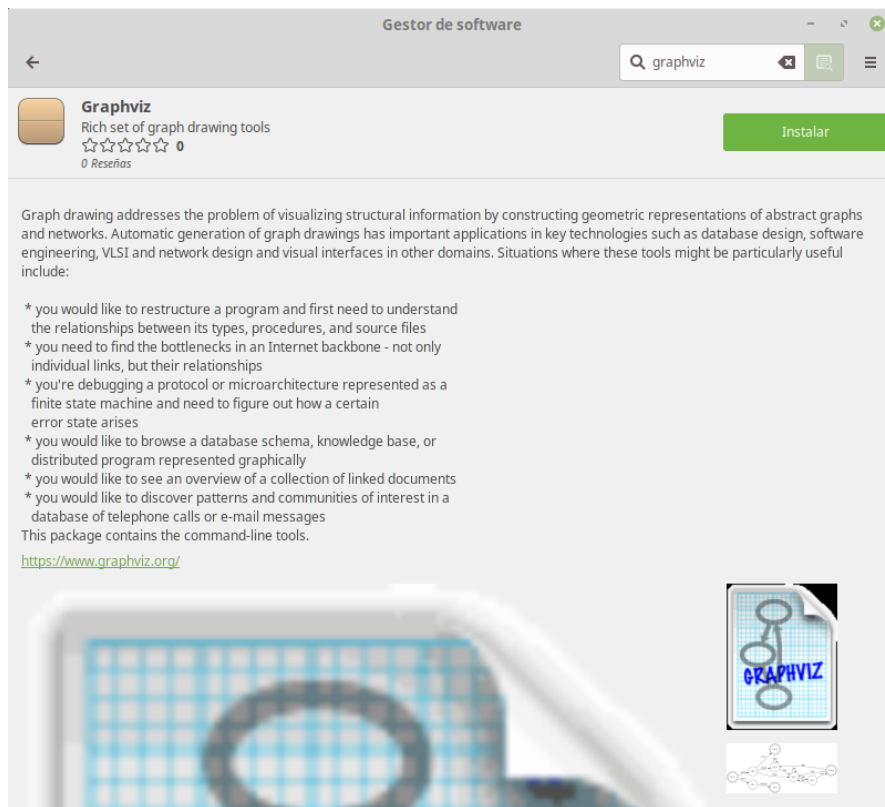 Gestor de software
graphviz
Graphviz
Rich set of graph drawing tools
0
0 Reseñas
Instalar
Graph drawing addresses the problem of visualizing structural information by constructing geometric representations of abstract graphs
and networks. Automatic generation of graph drawings has important applications in key technologies such as database design, software
engineering, VLSI and network design and visual interfaces in other domains. Situations where these tools might be particularly useful
include:
* you would like to restructure a program and first need to understand
the relationships between its types, procedures, and source files
* you need to find the bottlenecks in an Internet backbone - not only
individual links, but their relationships
* you're debugging a protocol or microarchitecture represented as a
finite state machine and need to figure out how a certain
error state arises
* you would like to browse a database schema, knowledge base, or
distributed program represented graphically
* you would like to see an overview of a collection of linked documents
* you would like to discover patterns and communities of interest in a
database of telephone calls or e-mail messages
This package contains the command-line tools.
https://www.graphviz.org/
GRAPHVIZ